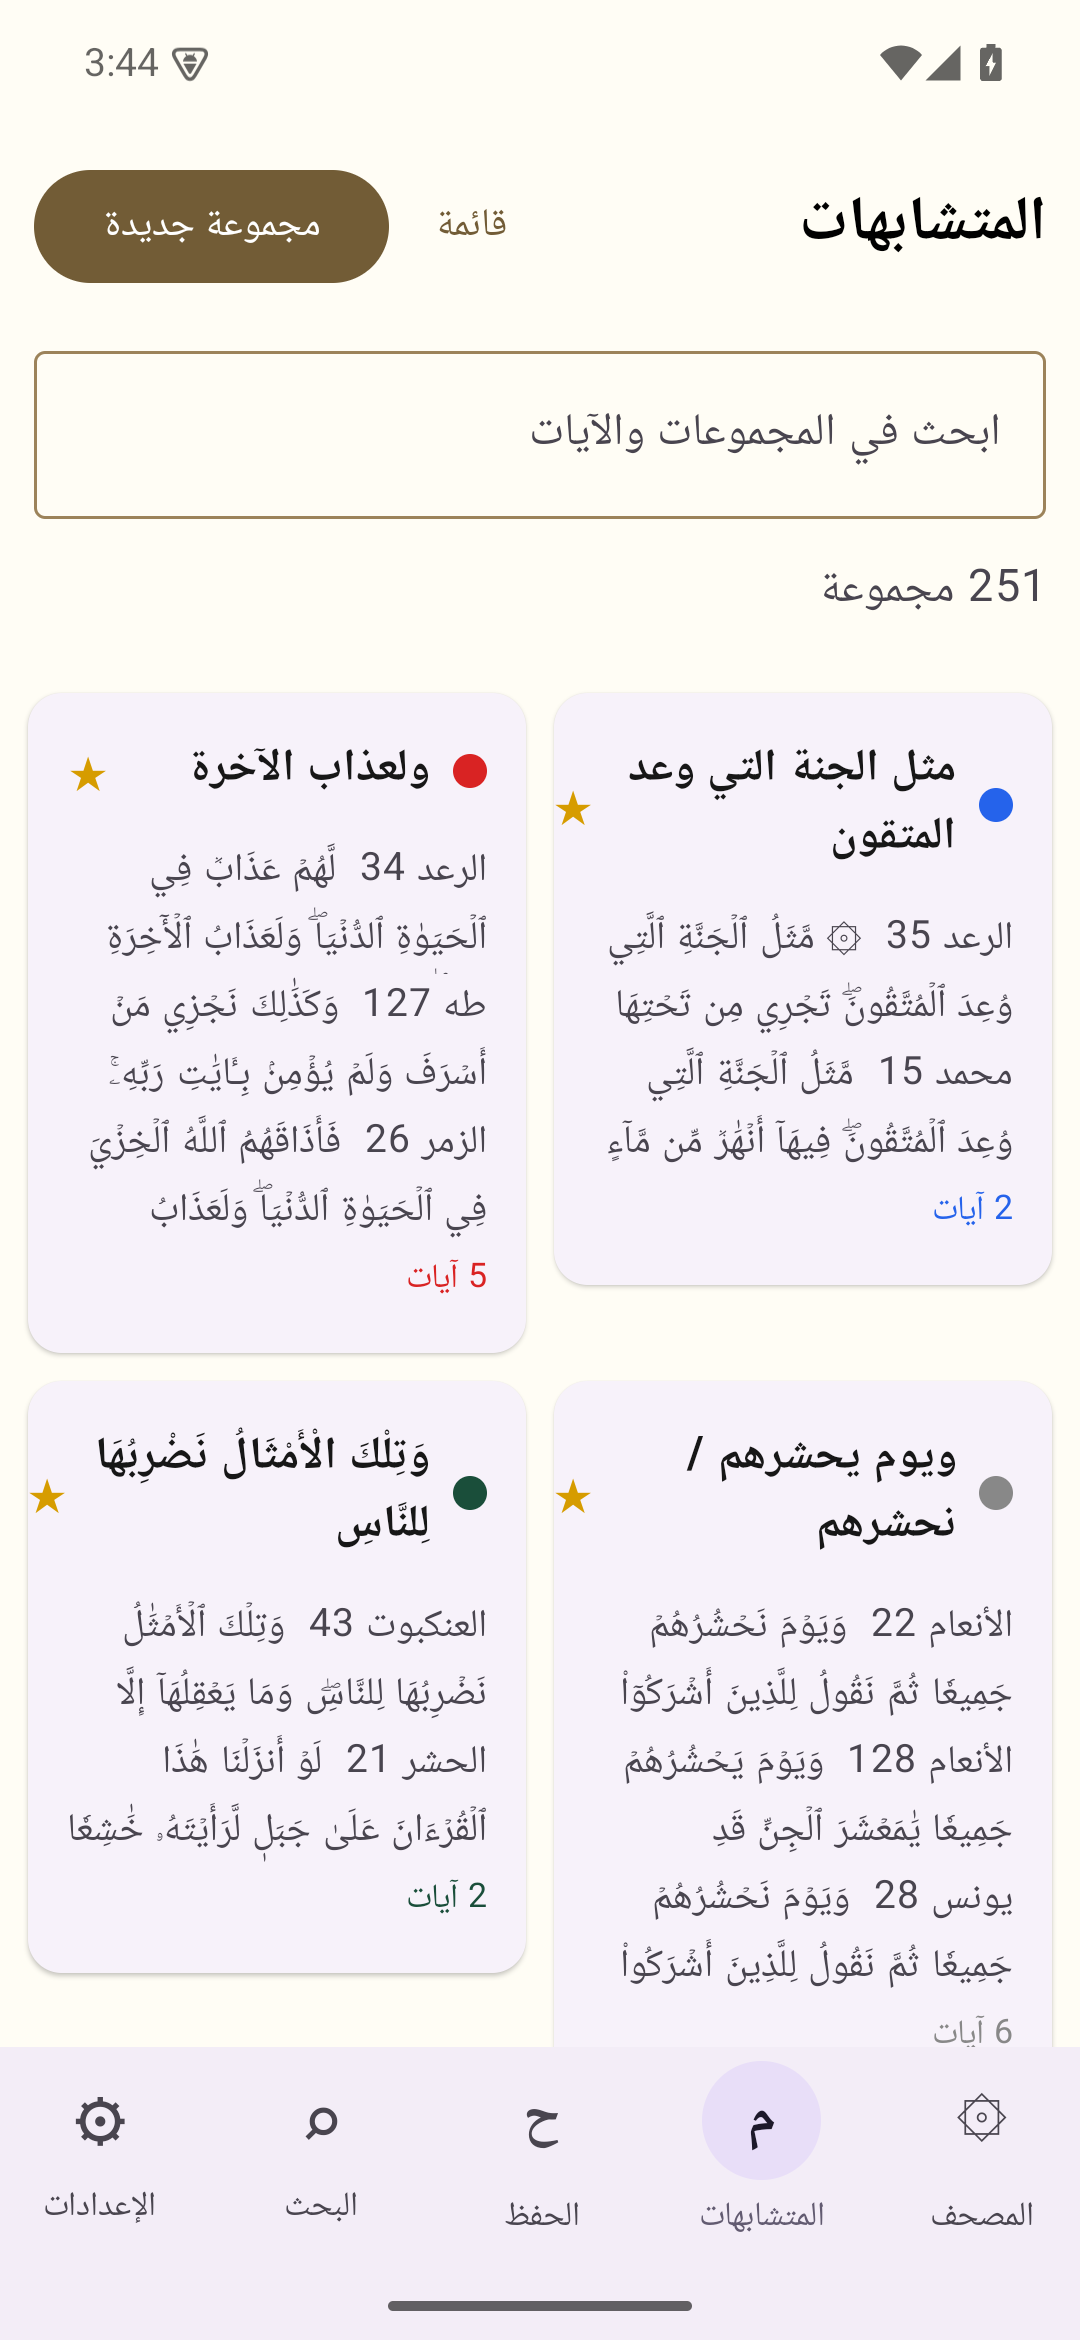 3:44
المتشابهات
قائمة
مجموعة جديدة
ابحث في المجموعات والآيات
251 مجموعة
مثل الجنة التي وعد
المتقون
★
الرعد 35 ۞ مَّثَلُ ٱلۡجَنَّةِ ٱلَّتِي
وُعِدَ ٱلۡمُتَّقُونَۖ تَجۡرِي مِن تَحۡتِهَا
محمد 15 مَّثَلُ ٱلۡجَنَّةِ ٱلَّتِي
وُعِدَ ٱلۡمُتَّقُونَۖ فِيهَآ أَنۡهَٰرٞ مِّن مَّآءٍ
2 آيات
ولعذاب الآخرة
★
الرعد 34 لَّهُمۡ عَذَابٞ فِي
ٱلۡحَيَوٰةِ ٱلدُّنۡيَاۖ وَلَعَذَابُ ٱلۡأٓخِرَةِ
طه 127 وَكَذَٰلِكَ نَجۡزِي مَنۡ
أَسۡرَفَ وَلَمۡ يُؤۡمِنۢ بِـَٔايَٰتِ رَبِّهِۦۚ
الزمر 26 فَأَذَاقَهُمُ ٱللَّهُ ٱلۡخِزۡيَ
فِي ٱلۡحَيَوٰةِ ٱلدُّنۡيَاۖ وَلَعَذَابُ
5 آيات
ويوم يحشرهم /
نحشرهم
★
الأنعام 22 وَيَوۡمَ نَحۡشُرُهُمۡ
جَمِيعٗا ثُمَّ نَقُولُ لِلَّذِينَ أَشۡرَكُوٓاْ
الأنعام 128 وَيَوۡمَ يَحۡشُرُهُمۡ
جَمِيعٗا يَٰمَعۡشَرَ ٱلۡجِنِّ قَدِ
يونس 28 وَيَوۡمَ نَحۡشُرُهُمۡ
جَمِيعٗا ثُمَّ نَقُولُ لِلَّذِينَ أَشۡرَكُواْ
6 آيات
وَتِلْكَ الْأَمْثَالُ نَضْرِبُهَا
لِلنَّاسِ
★
العنكبوت 43 وَتِلۡكَ ٱلۡأَمۡثَٰلُ
نَضۡرِبُهَا لِلنَّاسِۖ وَمَا يَعۡقِلُهَآ إِلَّا
الحشر 21 لَوۡ أَنزَلۡنَا هَٰذَا
ٱلۡقُرۡءَانَ عَلَىٰ جَبَلٖ لَّرَأَيۡتَهُۥ خَٰشِعٗا
2 آيات
۞
م
ح
المصحف
المتشابهات
الحفظ
البحث
الإعدادات